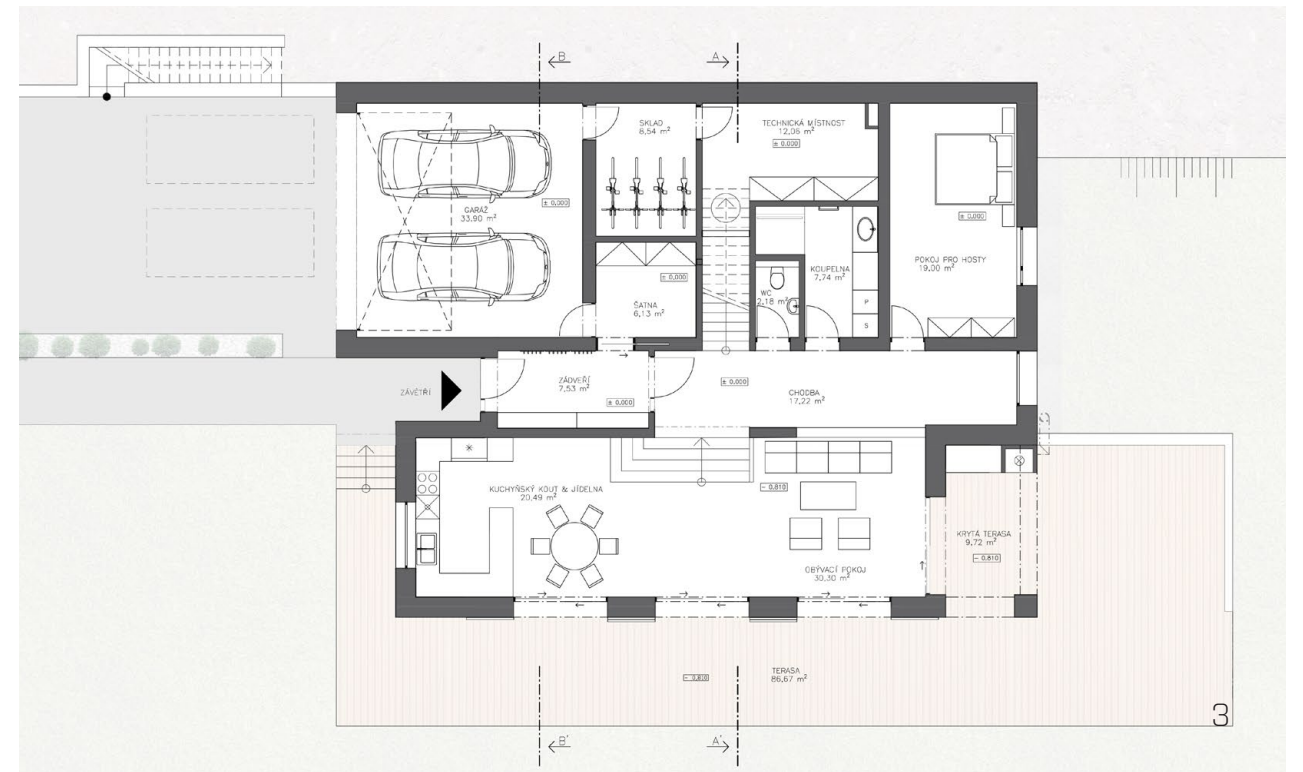 B
A
SKLAD
8,54 m²
TECHNICKÁ MÍSTNOST
12,06 m²
± 0,000
GARÁŽ
33,90 m²
± 0,000
± 0,000
POKOJ PRO HOSTY
19,00 m²
KOUPELNA
7,74 m²
± 0,000
WC
2,18 m²
ŠATNA
6,13 m²
P
S
ZÁVĚTŘÍ
ZÁDVEŘÍ
7,53 m²
± 0,000
± 0,000
CHODBA
17,22 m²
KUCHYŇSKÝ KOUT & JÍDELNA
20,49 m²
- 0,810
OBÝVACÍ POKOJ
30,30 m²
KRYTÁ TERASA
9,72 m²
- 0,810
TERASA
86,67 m²
- 0,810
3
B'
A'